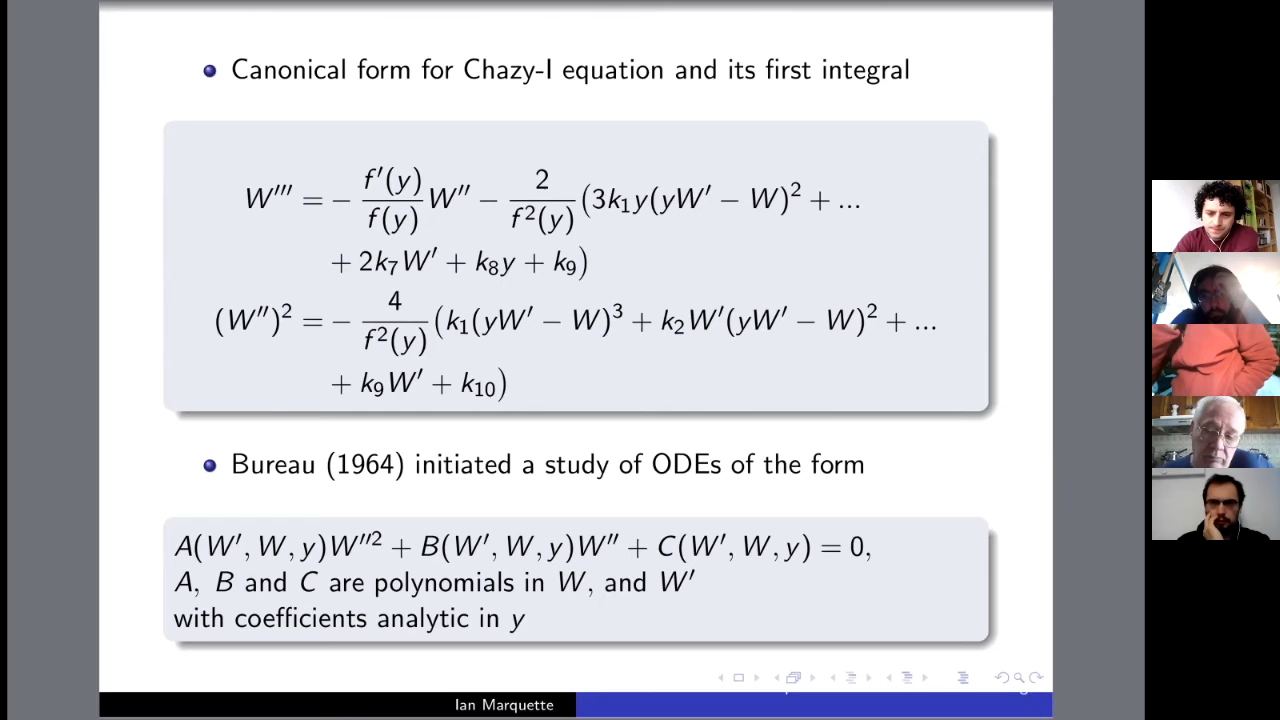 Canonical form for Chazy-I equation and its first integral
W''' = − f'(y)/f(y) W'' − 2/f²(y) (3k₁y(yW' − W)² + ...
+ 2k₇W' + k₈y + k₉)
(W'')² = − 4/f²(y) (k₁(yW' − W)³ + k₂W'(yW' − W)² + ...
+ k₉W' + k₁₀)
Bureau (1964) initiated a study of ODEs of the form
A(W', W, y)W''² + B(W', W, y)W'' + C(W', W, y) = 0,
A, B and C are polynomials in W, and W'
with coefficients analytic in y
Ian Marquette